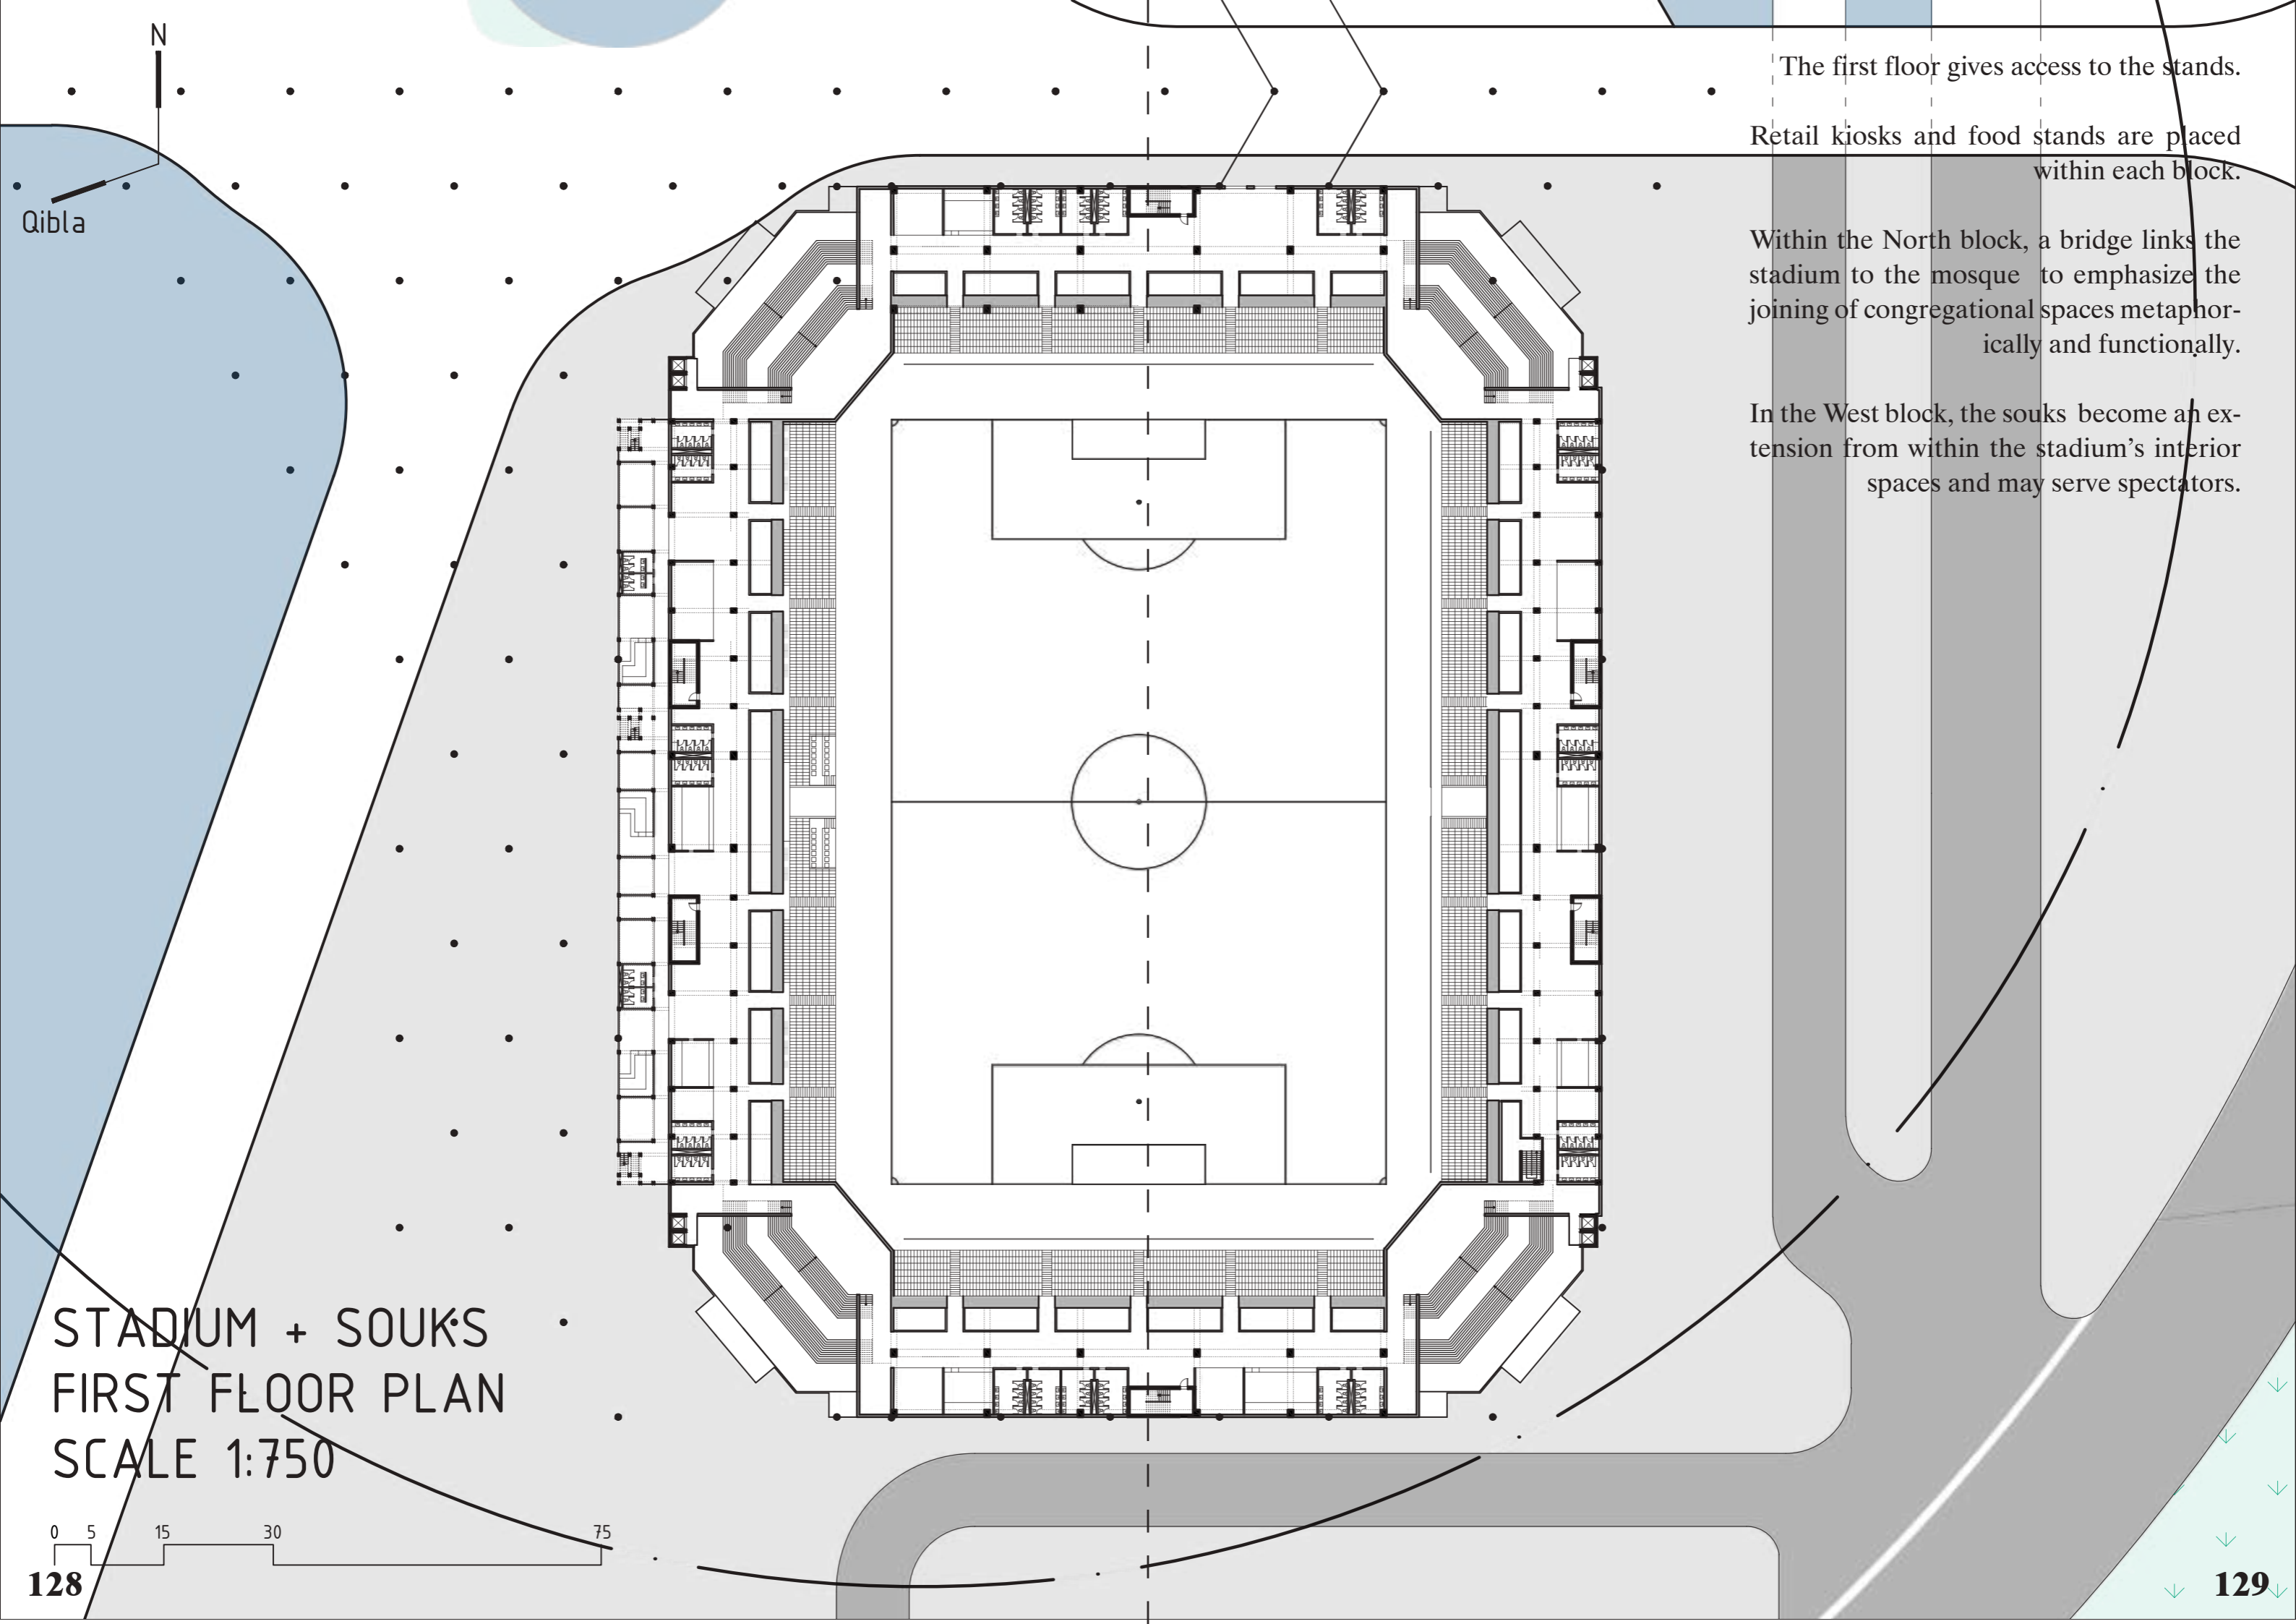 N
Qibla
The first floor gives access to the stands.
Retail kiosks and food stands are placed
within each block.
Within the North block, a bridge links the
stadium to the mosque to emphasize the
joining of congregational spaces metaphor-
ically and functionally.
In the West block, the souks become an ex-
tension from within the stadium's interior
spaces and may serve spectators.
STADIUM + SOUKS
FIRST FLOOR PLAN
SCALE 1:750
0 5 15 30 75
128
129